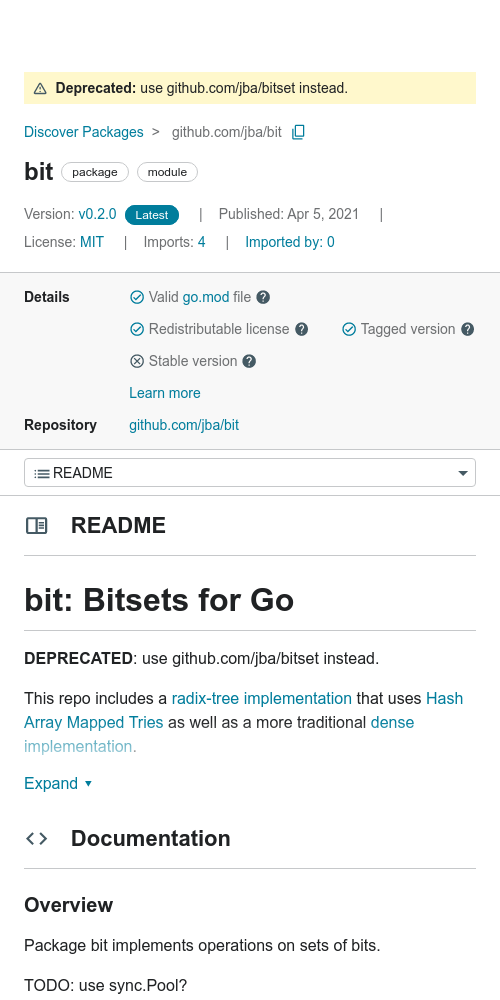 Deprecated: use github.com/jba/bitset instead.
Discover Packages > github.com/jba/bit
bit package module
Version: v0.2.0 Latest | Published: Apr 5, 2021 |
License: MIT | Imports: 4 | Imported by: 0
Details Valid go.mod file
Redistributable license Tagged version
Stable version
Learn more
Repository github.com/jba/bit
README
README
bit: Bitsets for Go
DEPRECATED: use github.com/jba/bitset instead.
This repo includes a radix-tree implementation that uses Hash
Array Mapped Tries as well as a more traditional dense
implementation.
Expand
Documentation
Overview
Package bit implements operations on sets of bits.
TODO: use sync.Pool?